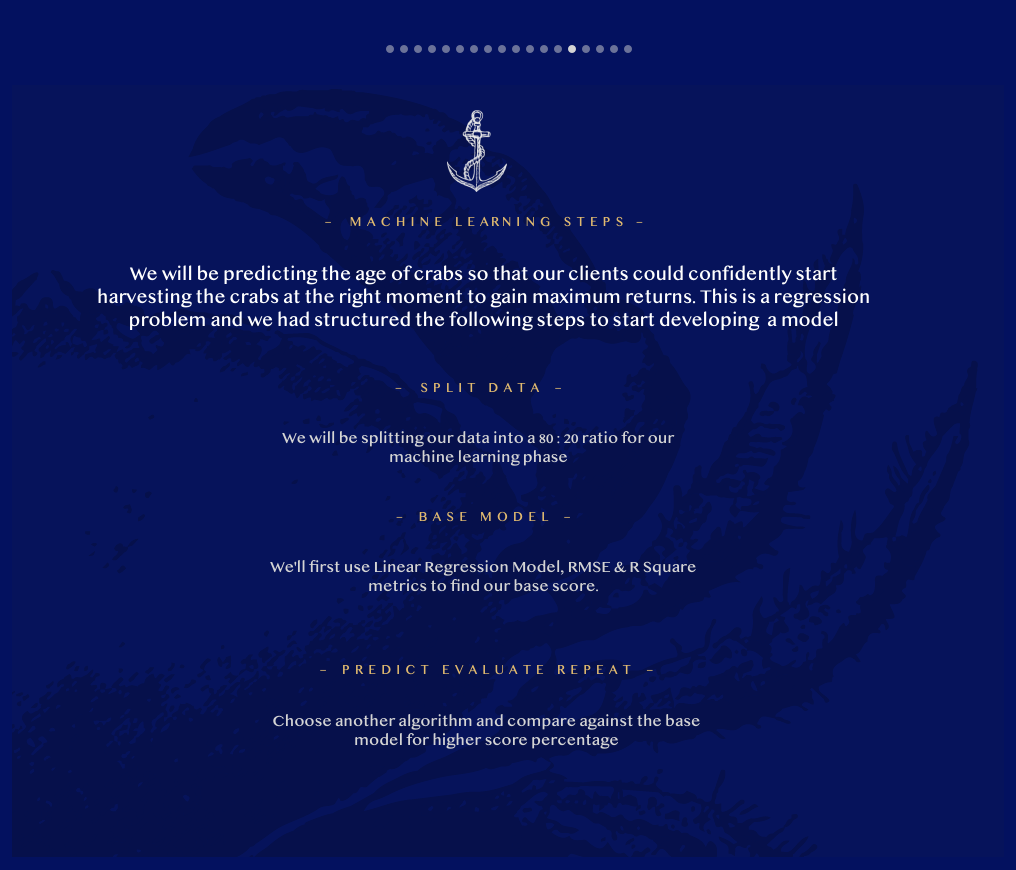 – MACHINE LEARNING STEPS –
We will be predicting the age of crabs so that our clients could confidently start
harvesting the crabs at the right moment to gain maximum returns. This is a regression
problem and we had structured the following steps to start developing  a model
– SPLIT DATA –
We will be splitting our data into a 80 : 20 ratio for our
machine learning phase
– BASE MODEL –
We'll first use Linear Regression Model, RMSE & R Square
metrics to find our base score.
– PREDICT EVALUATE REPEAT –
Choose another algorithm and compare against the base
model for higher score percentage